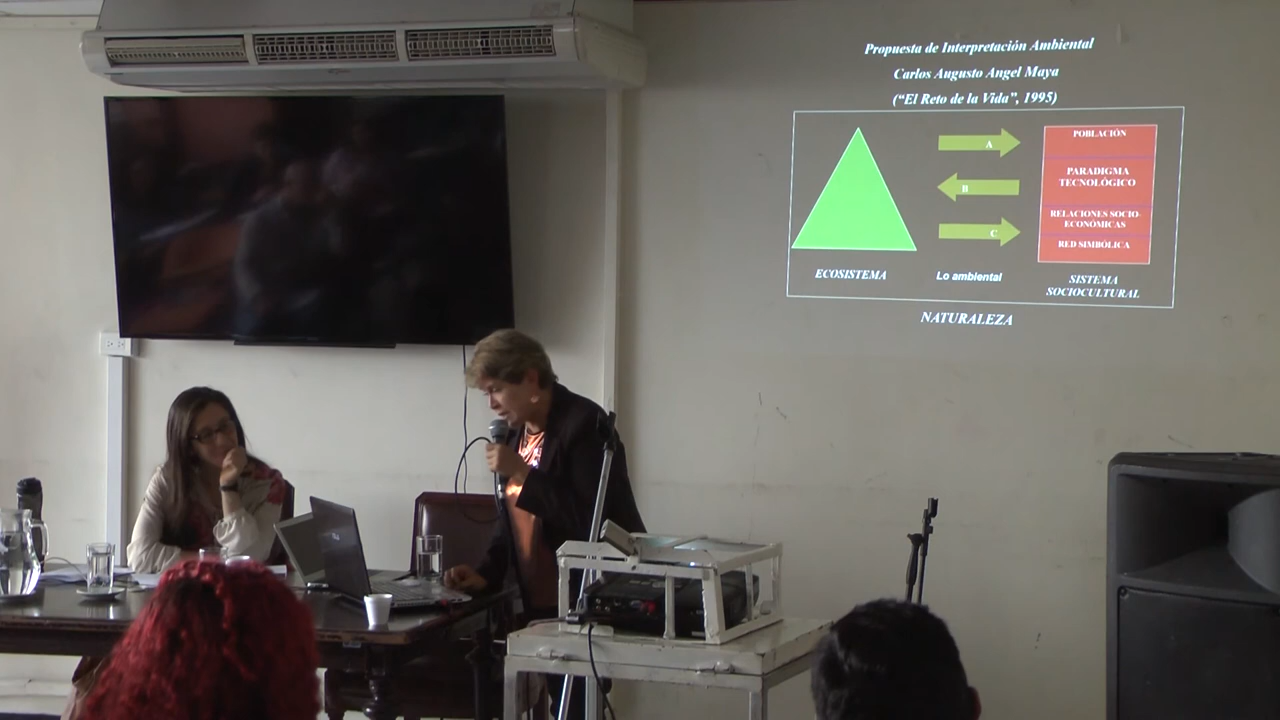 Propuesta de Interpretación Ambiental
Carlos Augusto Angel Maya
(“El Reto de la Vida”, 1995)
A
B
C
POBLACIÓN
PARADIGMA
TECNOLÓGICO
RELACIONES SOCIO-
ECONÓMICAS
RED SIMBÓLICA
ECOSISTEMA
Lo ambiental
SISTEMA
SOCIOCULTURAL
NATURALEZA